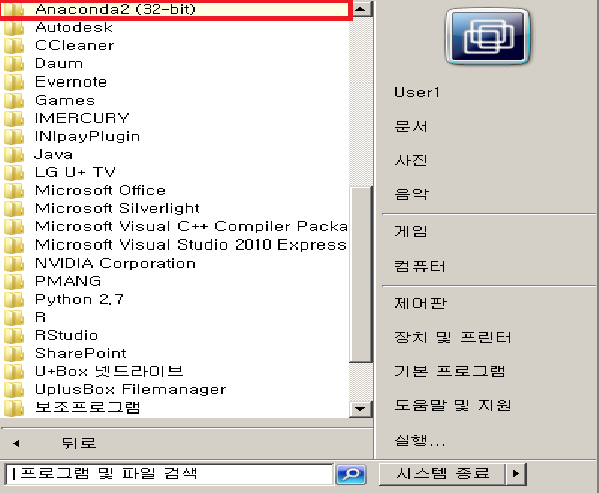 Anaconda2 (32-bit)
Autodesk
CCleaner
Daum
Evernote
Games
IMERCURY
INIpayPlugin
Java
LG U+ TV
Microsoft Office
Microsoft Silverlight
Microsoft Visual C++ Compiler Packa
Microsoft Visual Studio 2010 Express
NVIDIA Corporation
PMANG
Python 2.7
R
RStudio
SharePoint
U+Box 넷드라이브
UplusBox Filemanager
보조프로그램
뒤로
프로그램 및 파일 검색
User1
문서
사진
음악
게임
컴퓨터
제어판
장치 및 프린터
기본 프로그램
도움말 및 지원
실행...
시스템 종료